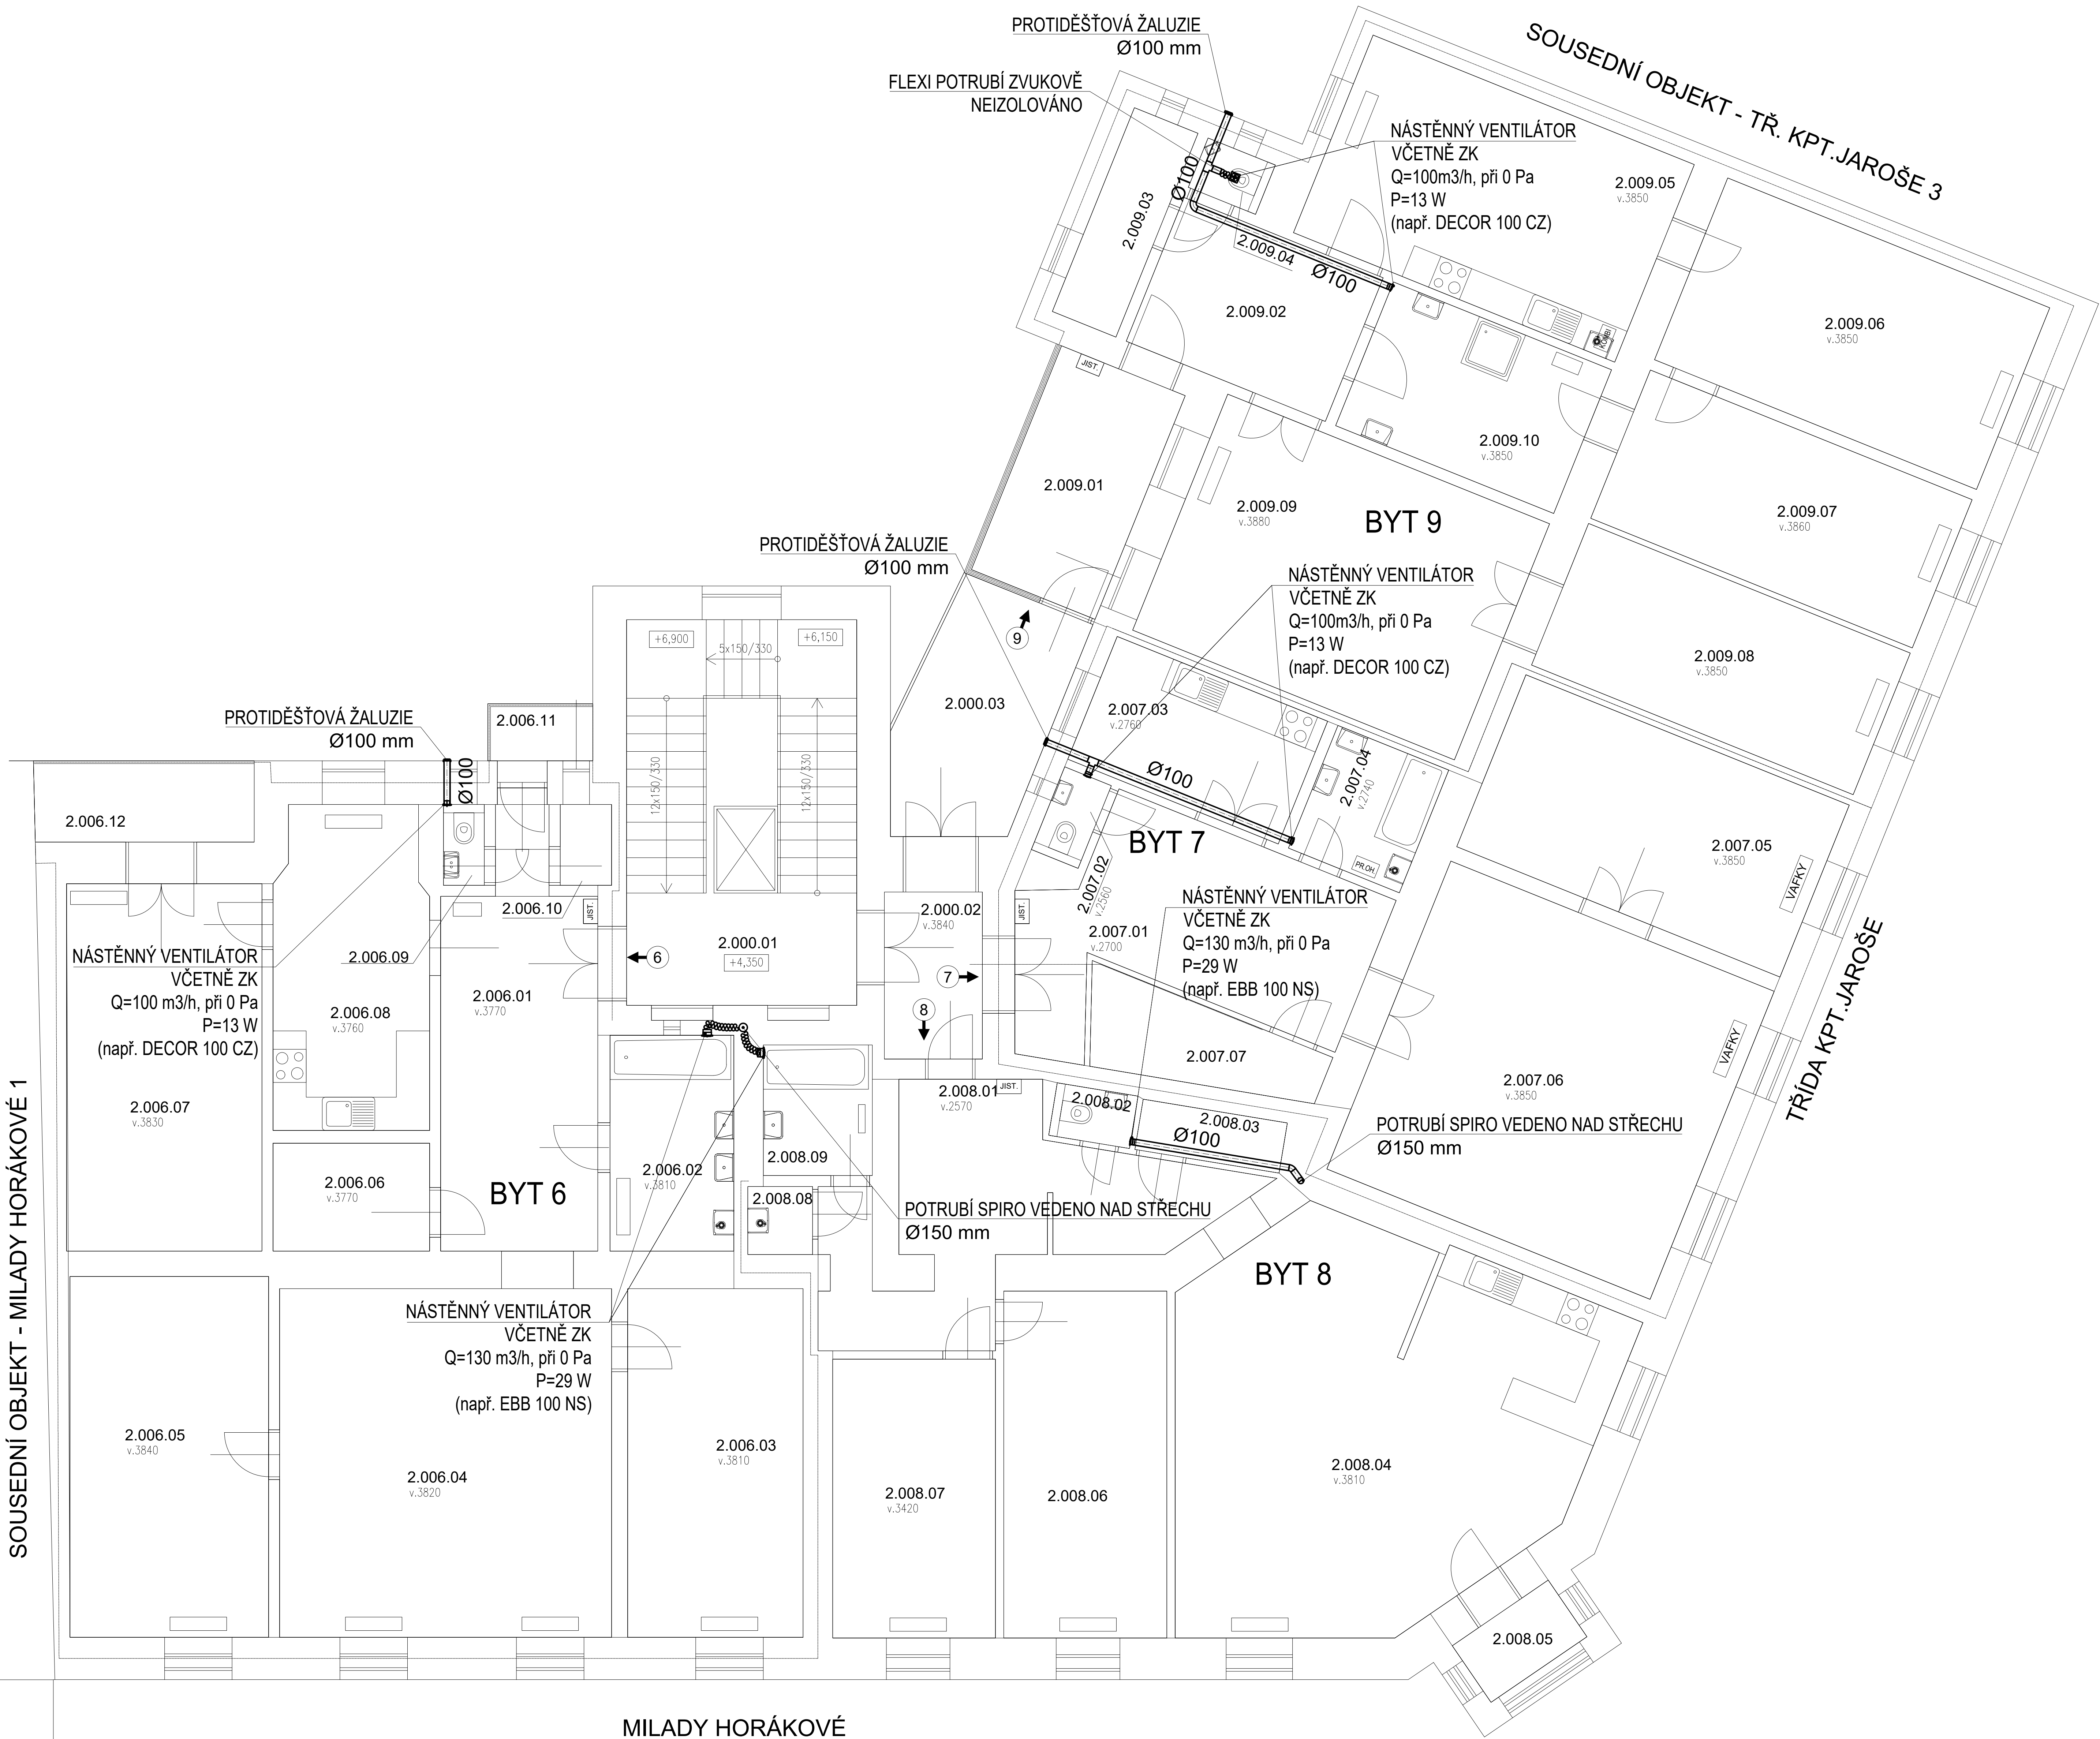 PROTIDĚŠŤOVÁ ŽALUZIE
Ø100 mm
FLEXI POTRUBÍ ZVUKOVĚ
NEIZOLOVÁNO
SOUSEDNÍ OBJEKT - TŘ. KPT.JAROŠE 3
NÁSTĚNNÝ VENTILÁTOR
VČETNĚ ZK
Q=100m3/h, při 0 Pa
P=13 W
(např. DECOR 100 CZ)
2.009.05
v.3850
Ø100
2.009.03
2.009.04
Ø100
2.009.02
KOMBI
2.009.06
v.3850
JIST.
2.009.10
v.3850
2.009.01
2.009.09
v.3880
BYT 9
2.009.07
v.3860
PROTIDĚŠŤOVÁ ŽALUZIE
Ø100 mm
NÁSTĚNNÝ VENTILÁTOR
VČETNĚ ZK
Q=100m3/h, při 0 Pa
P=13 W
(např. DECOR 100 CZ)
9
2.009.08
v.3850
+6,900
+6,150
5x150/330
12x150/330
12x150/330
2.000.03
2.007.03
v.2760
Ø100
2.007.04
v.2740
PROTIDĚŠŤOVÁ ŽALUZIE
Ø100 mm
2.006.11
Ø100
2.006.12
BYT 7
PR.OH.
2.007.05
v.3850
VAFKY
2.007.02
v.2560
NÁSTĚNNÝ VENTILÁTOR
VČETNĚ ZK
Q=130 m3/h, při 0 Pa
P=29 W
(např. EBB 100 NS)
2.006.10
JIST.
2.000.02
v.3840
JIST.
2.007.01
v.2700
2.000.01
+4,350
6
7
8
2.006.09
NÁSTĚNNÝ VENTILÁTOR
VČETNĚ ZK
Q=100 m3/h, při 0 Pa
P=13 W
(např. DECOR 100 CZ)
2.006.01
v.3770
2.006.08
v.3760
2.007.07
VAFKY
TŘÍDA KPT.JAROŠE
2.007.06
v.3850
2.006.07
v.3830
2.008.01
v.2570
JIST.
2.008.02
2.008.03
Ø100
POTRUBÍ SPIRO VEDENO NAD STŘECHU
Ø150 mm
2.006.06
v.3770
BYT 6
2.006.02
v.3810
2.008.09
2.008.08
POTRUBÍ SPIRO VEDENO NAD STŘECHU
Ø150 mm
BYT 8
NÁSTĚNNÝ VENTILÁTOR
VČETNĚ ZK
Q=130 m3/h, při 0 Pa
P=29 W
(např. EBB 100 NS)
SOUSEDNÍ OBJEKT - MILADY HORÁKOVÉ 1
2.006.05
v.3840
2.006.04
v.3820
2.006.03
v.3810
2.008.07
v.3420
2.008.06
2.008.04
v.3810
2.008.05
MILADY HORÁKOVÉ